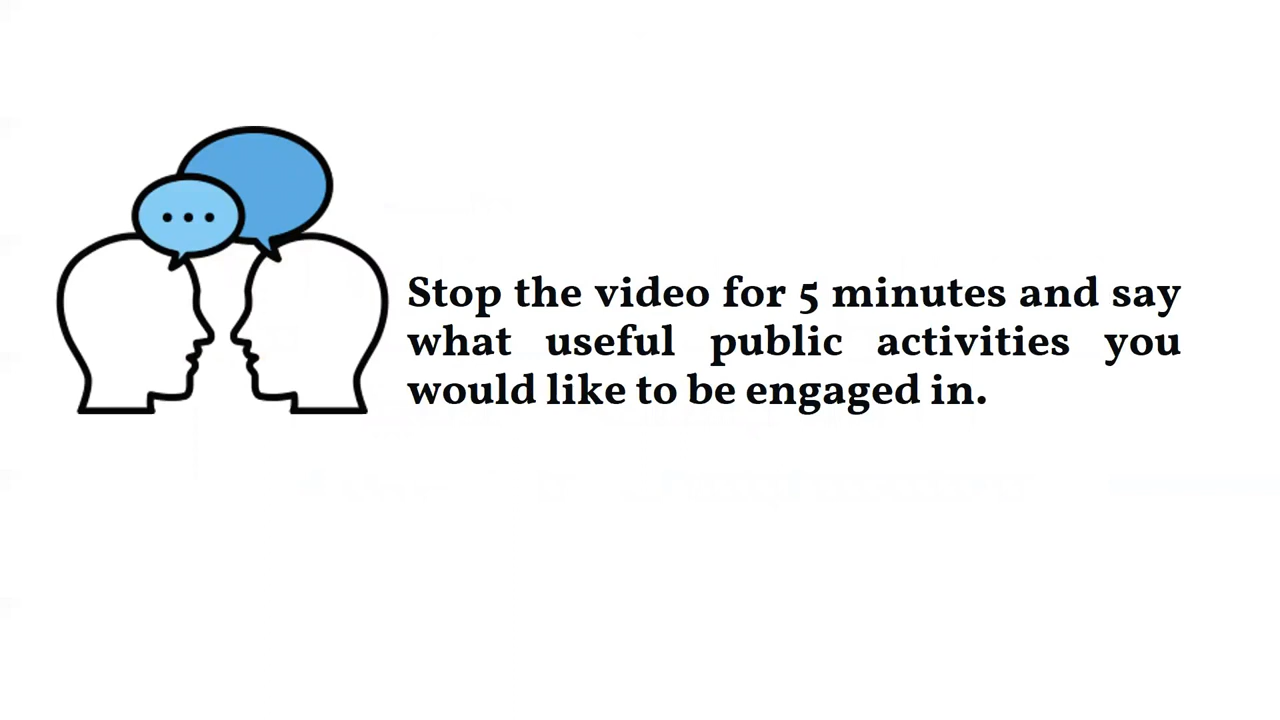 Stop the video for 5 minutes and say
what useful public activities you
would like to be engaged in.